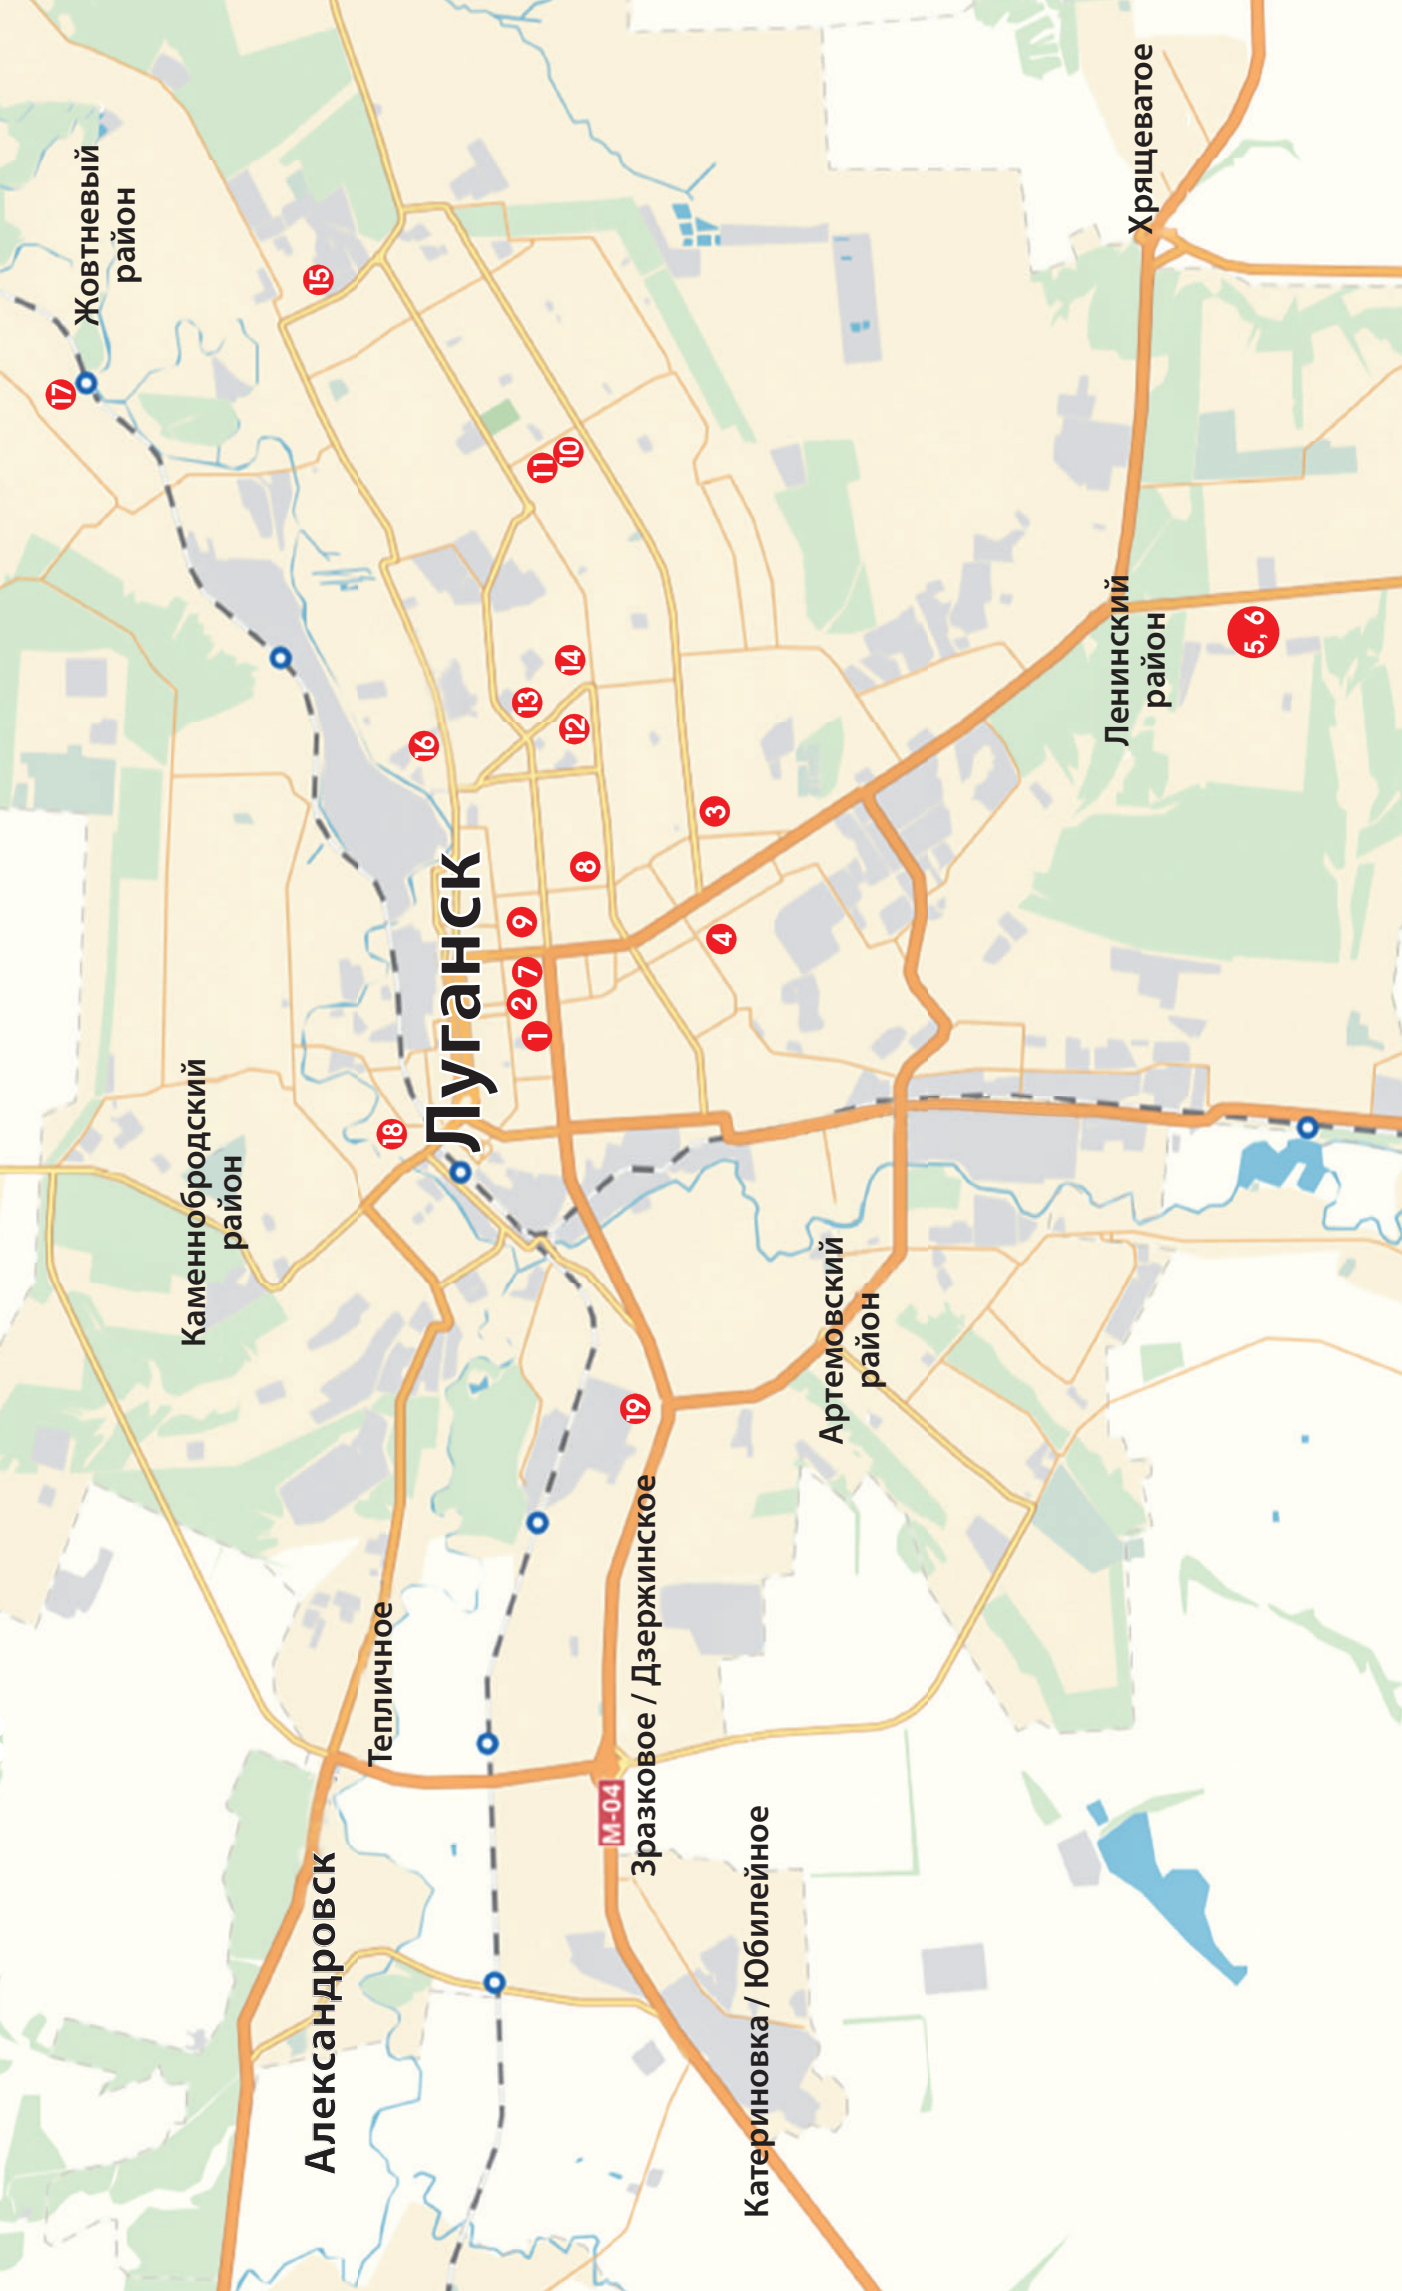 Александровск
Тепличное
Каменнобродский
район
Луганск
Жовтневый
район
17
15
18
16
1
2
7
9
13
11
10
12
14
8
19
M-04
Зразковое / Дзержинское
4
3
Катериновка / Юбилейное
Артемовский
район
Ленинский
район
Хрящеватое
5, 6